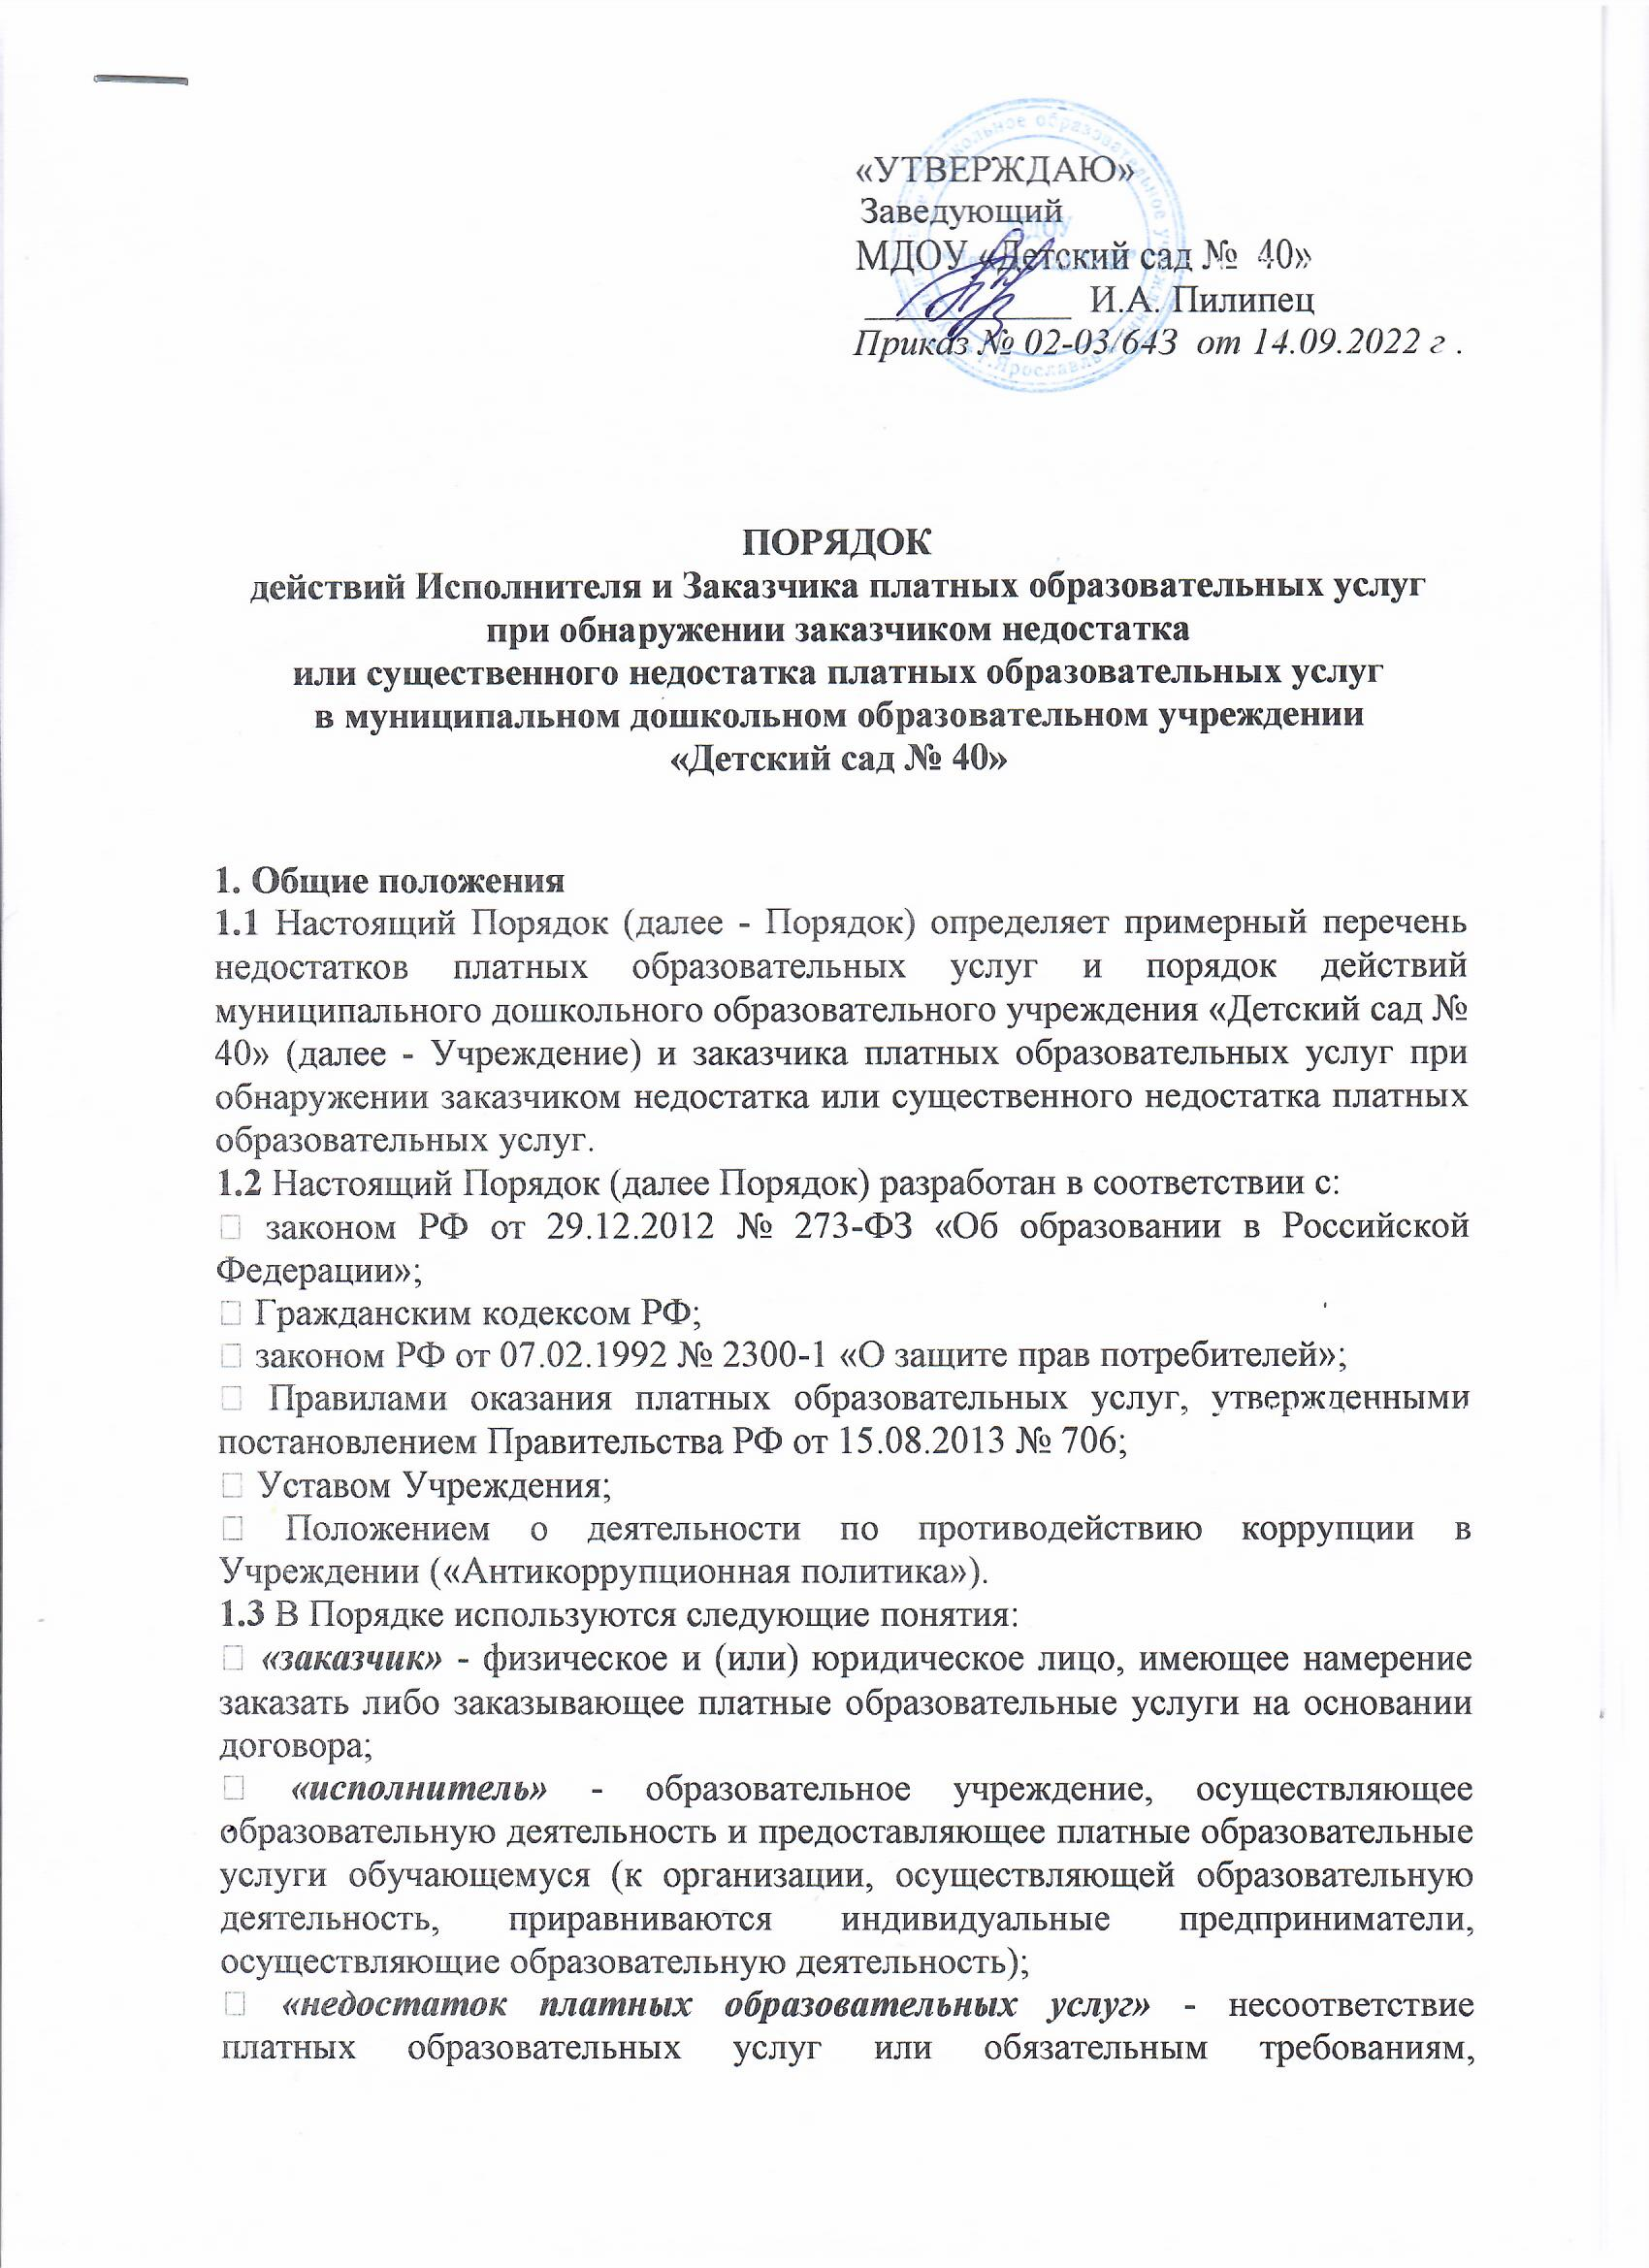 «УТВЕРЖДАЮ»
Заведующий
МДОУ «Детский сад № 40»
____________ И.А. Пилипец
Приказ № 02-03/643 от 14.09.2022 г .
ПОРЯДОК
действий Исполнителя и Заказчика платных образовательных услуг
при обнаружении заказчиком недостатка
или существенного недостатка платных образовательных услуг
в муниципальном дошкольном образовательном учреждении
«Детский сад № 40»
1. Общие положения
1.1 Настоящий Порядок (далее - Порядок) определяет примерный перечень
недостатков платных образовательных услуг и порядок действий
муниципального дошкольного образовательного учреждения «Детский сад №
40» (далее - Учреждение) и заказчика платных образовательных услуг при
обнаружении заказчиком недостатка или существенного недостатка платных
образовательных услуг.
1.2 Настоящий Порядок (далее Порядок) разработан в соответствии с:
 законом РФ от 29.12.2012 № 273-ФЗ «Об образовании в Российской
Федерации»;
 Гражданским кодексом РФ;
 законом РФ от 07.02.1992 № 2300-1 «О защите прав потребителей»;
 Правилами оказания платных образовательных услуг, утвержденными
постановлением Правительства РФ от 15.08.2013 № 706;
 Уставом Учреждения;
 Положением о деятельности по противодействию коррупции в
Учреждении («Антикоррупционная политика»).
1.3 В Порядке используются следующие понятия:
 «заказчик» - физическое и (или) юридическое лицо, имеющее намерение
заказать либо заказывающее платные образовательные услуги на основании
договора;
 «исполнитель» - образовательное учреждение, осуществляющее
образовательную деятельность и предоставляющее платные образовательные
услуги обучающемуся (к организации, осуществляющей образовательную
деятельность, приравниваются индивидуальные предприниматели,
осуществляющие образовательную деятельность);
 «недостаток платных образовательных услуг» - несоответствие
платных образовательных услуг или обязательным требованиям,